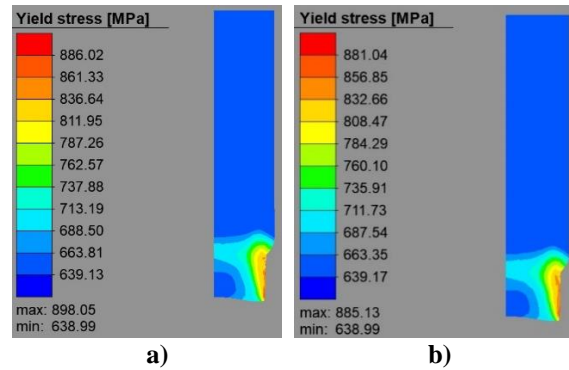 Yield stress [MPa]
886.02
861.33
836.64
811.95
787.26
762.57
737.88
713.19
688.50
663.81
639.13
max: 898.05
min: 638.99
a)
Yield stress [MPa]
881.04
856.85
832.66
808.47
784.29
760.10
735.91
711.73
687.54
663.35
639.17
max: 885.13
min: 638.99
b)